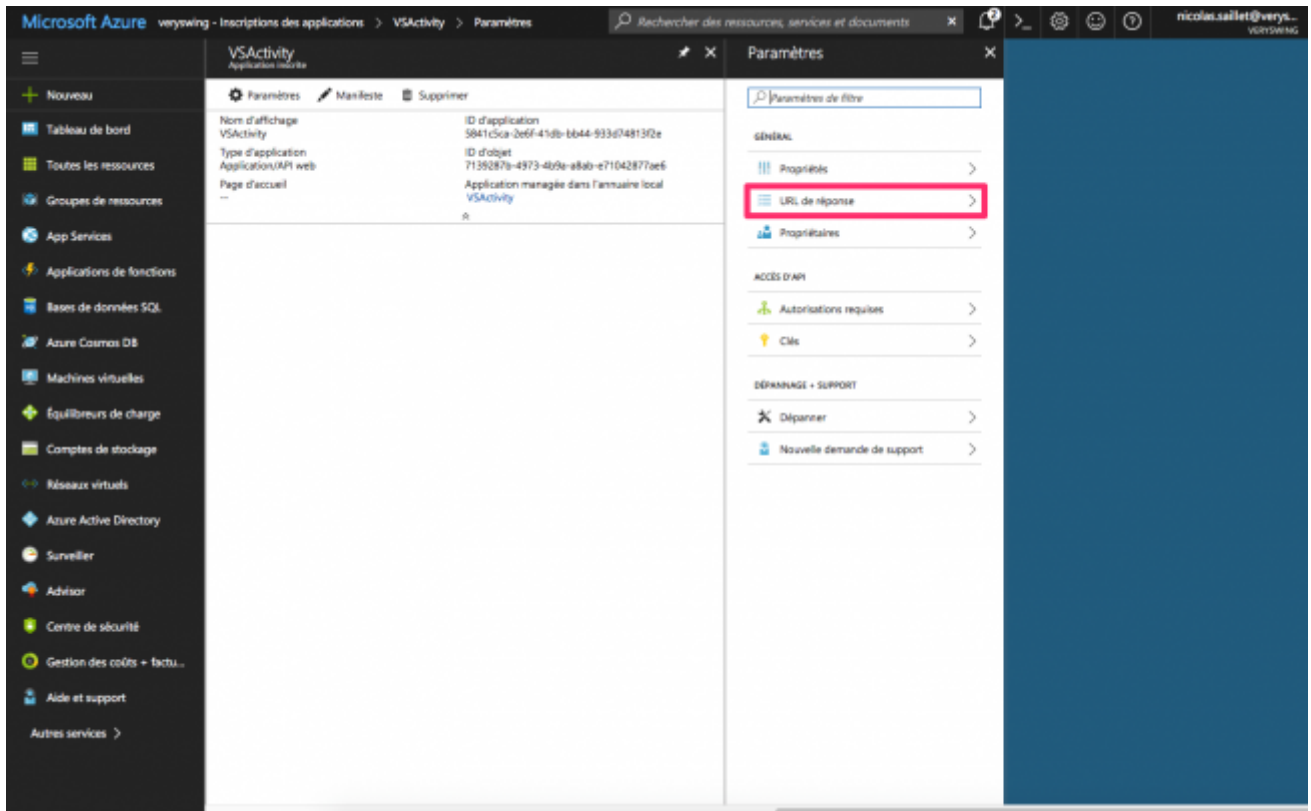 Microsoft Azure veryswing - Inscriptions des applications > VSActivity > Paramètres
Rechercher des ressources, services et documents
nicolas.saillet@verys...
VERYSWING
VSActivity
Application inscrite
Paramètres
Nouveau
Tableau de bord
Toutes les ressources
Groupes de ressources
App Services
Applications de fonctions
Bases de données SQL
Azure Cosmos DB
Machines virtuelles
Équilibreurs de charge
Comptes de stockage
Réseaux virtuels
Azure Active Directory
Surveiller
Advisor
Centre de sécurité
Gestion des coûts + factu...
Aide et support
Autres services >
Paramètres Manifeste Supprimer
Nom d'affichage
VSActivity
Type d'application
Application/API web
Page d'accueil
--
ID d'application
5841c5ca-2e6f-41db-bb44-933d74813f2e
ID d'objet
7139287b-4973-4b9a-a8ab-e71042877ae6
Application managée dans l'annuaire local
VSActivity
Paramètres de filtre
GÉNÉRAL
Propriétés
URL de réponse
Propriétaires
ACCÈS D'API
Autorisations requises
Clés
DÉPANNAGE + SUPPORT
Dépanner
Nouvelle demande de support